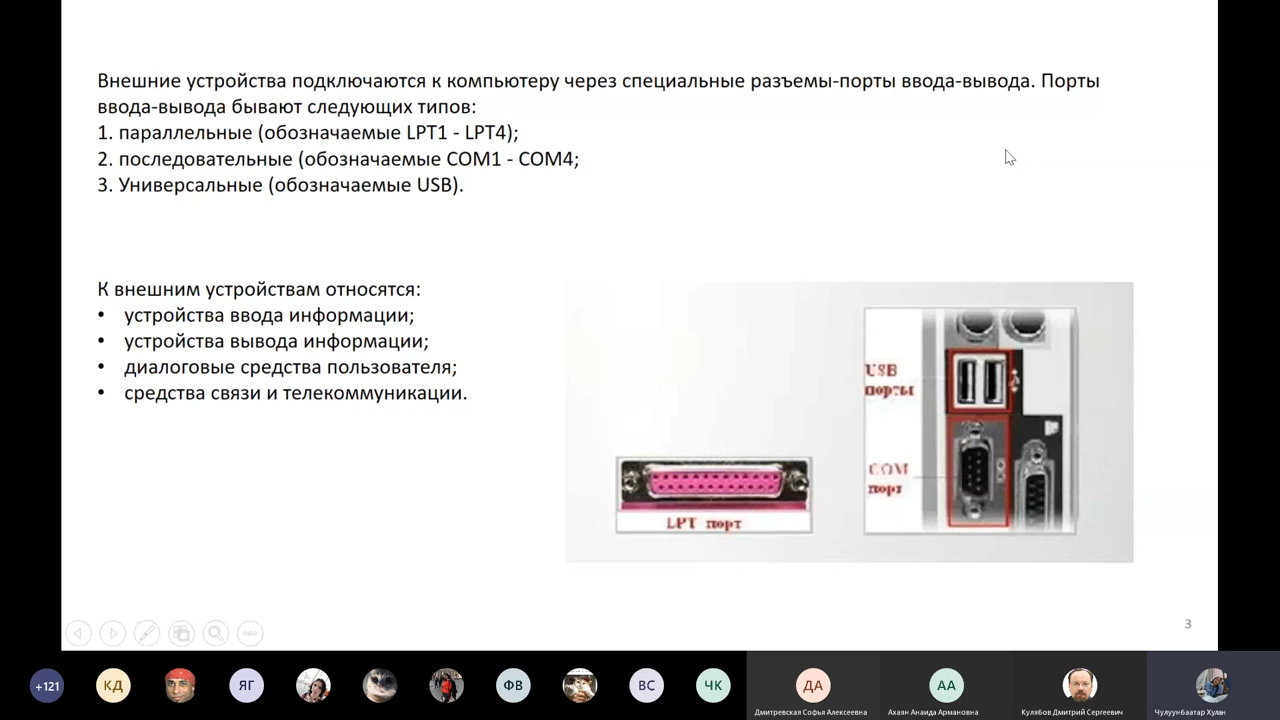 Внешние устройства подключаются к компьютеру через специальные разъемы-порты ввода-вывода. Порты
ввода-вывода бывают следующих типов:
1. параллельные (обозначаемые LPT1 - LPT4);
2. последовательные (обозначаемые COM1 - COM4;
3. Универсальные (обозначаемые USB).
К внешним устройствам относятся:
• устройства ввода информации;
• устройства вывода информации;
• диалоговые средства пользователя;
• средства связи и телекоммуникации.
USB
порты
COM
порт
LPT порт
3
+121
КД
ЯГ
ФВ
ВС
ЧК
ДА
АА
Дмитревская Софья Алексеевна
Ахаян Анаида Армановна
Кулябов Дмитрий Сергеевич
Чулуунбаатар Хулан